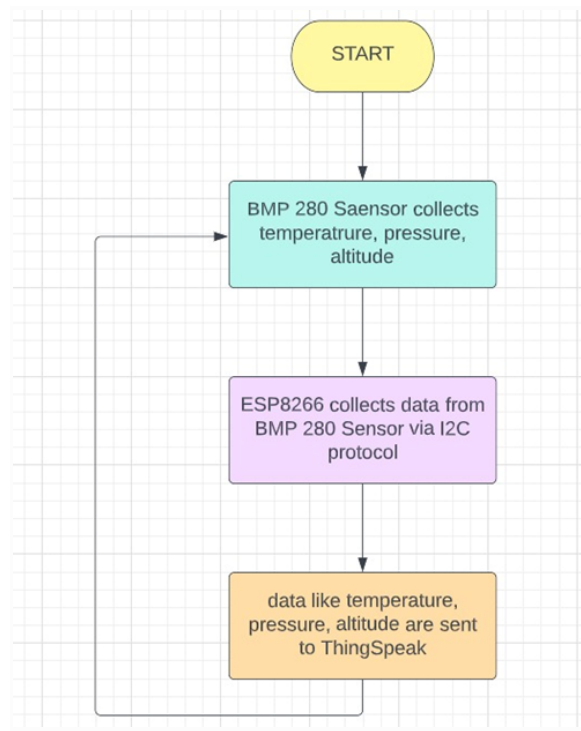 START
BMP 280 Saensor collects
temperatrure, pressure,
altitude
ESP8266 collects data from
BMP 280 Sensor via I2C
protocol
data like temperature,
pressure, altitude are sent
to ThingSpeak